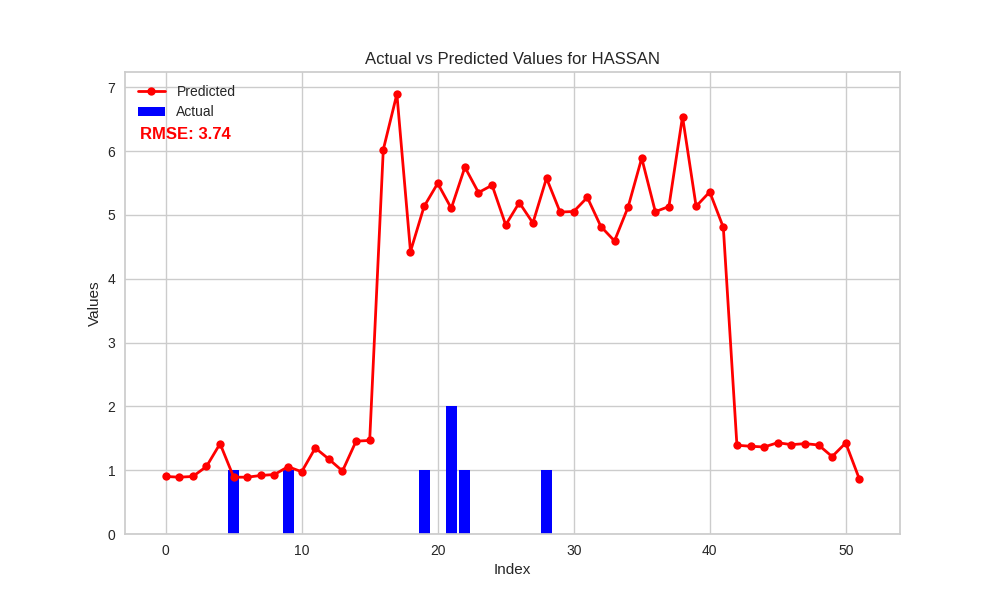 Actual vs Predicted Values for HASSAN
Predicted
Actual
RMSE: 3.74
Values
7
6
5
4
3
2
1
0
0 10 20 30 40 50
Index